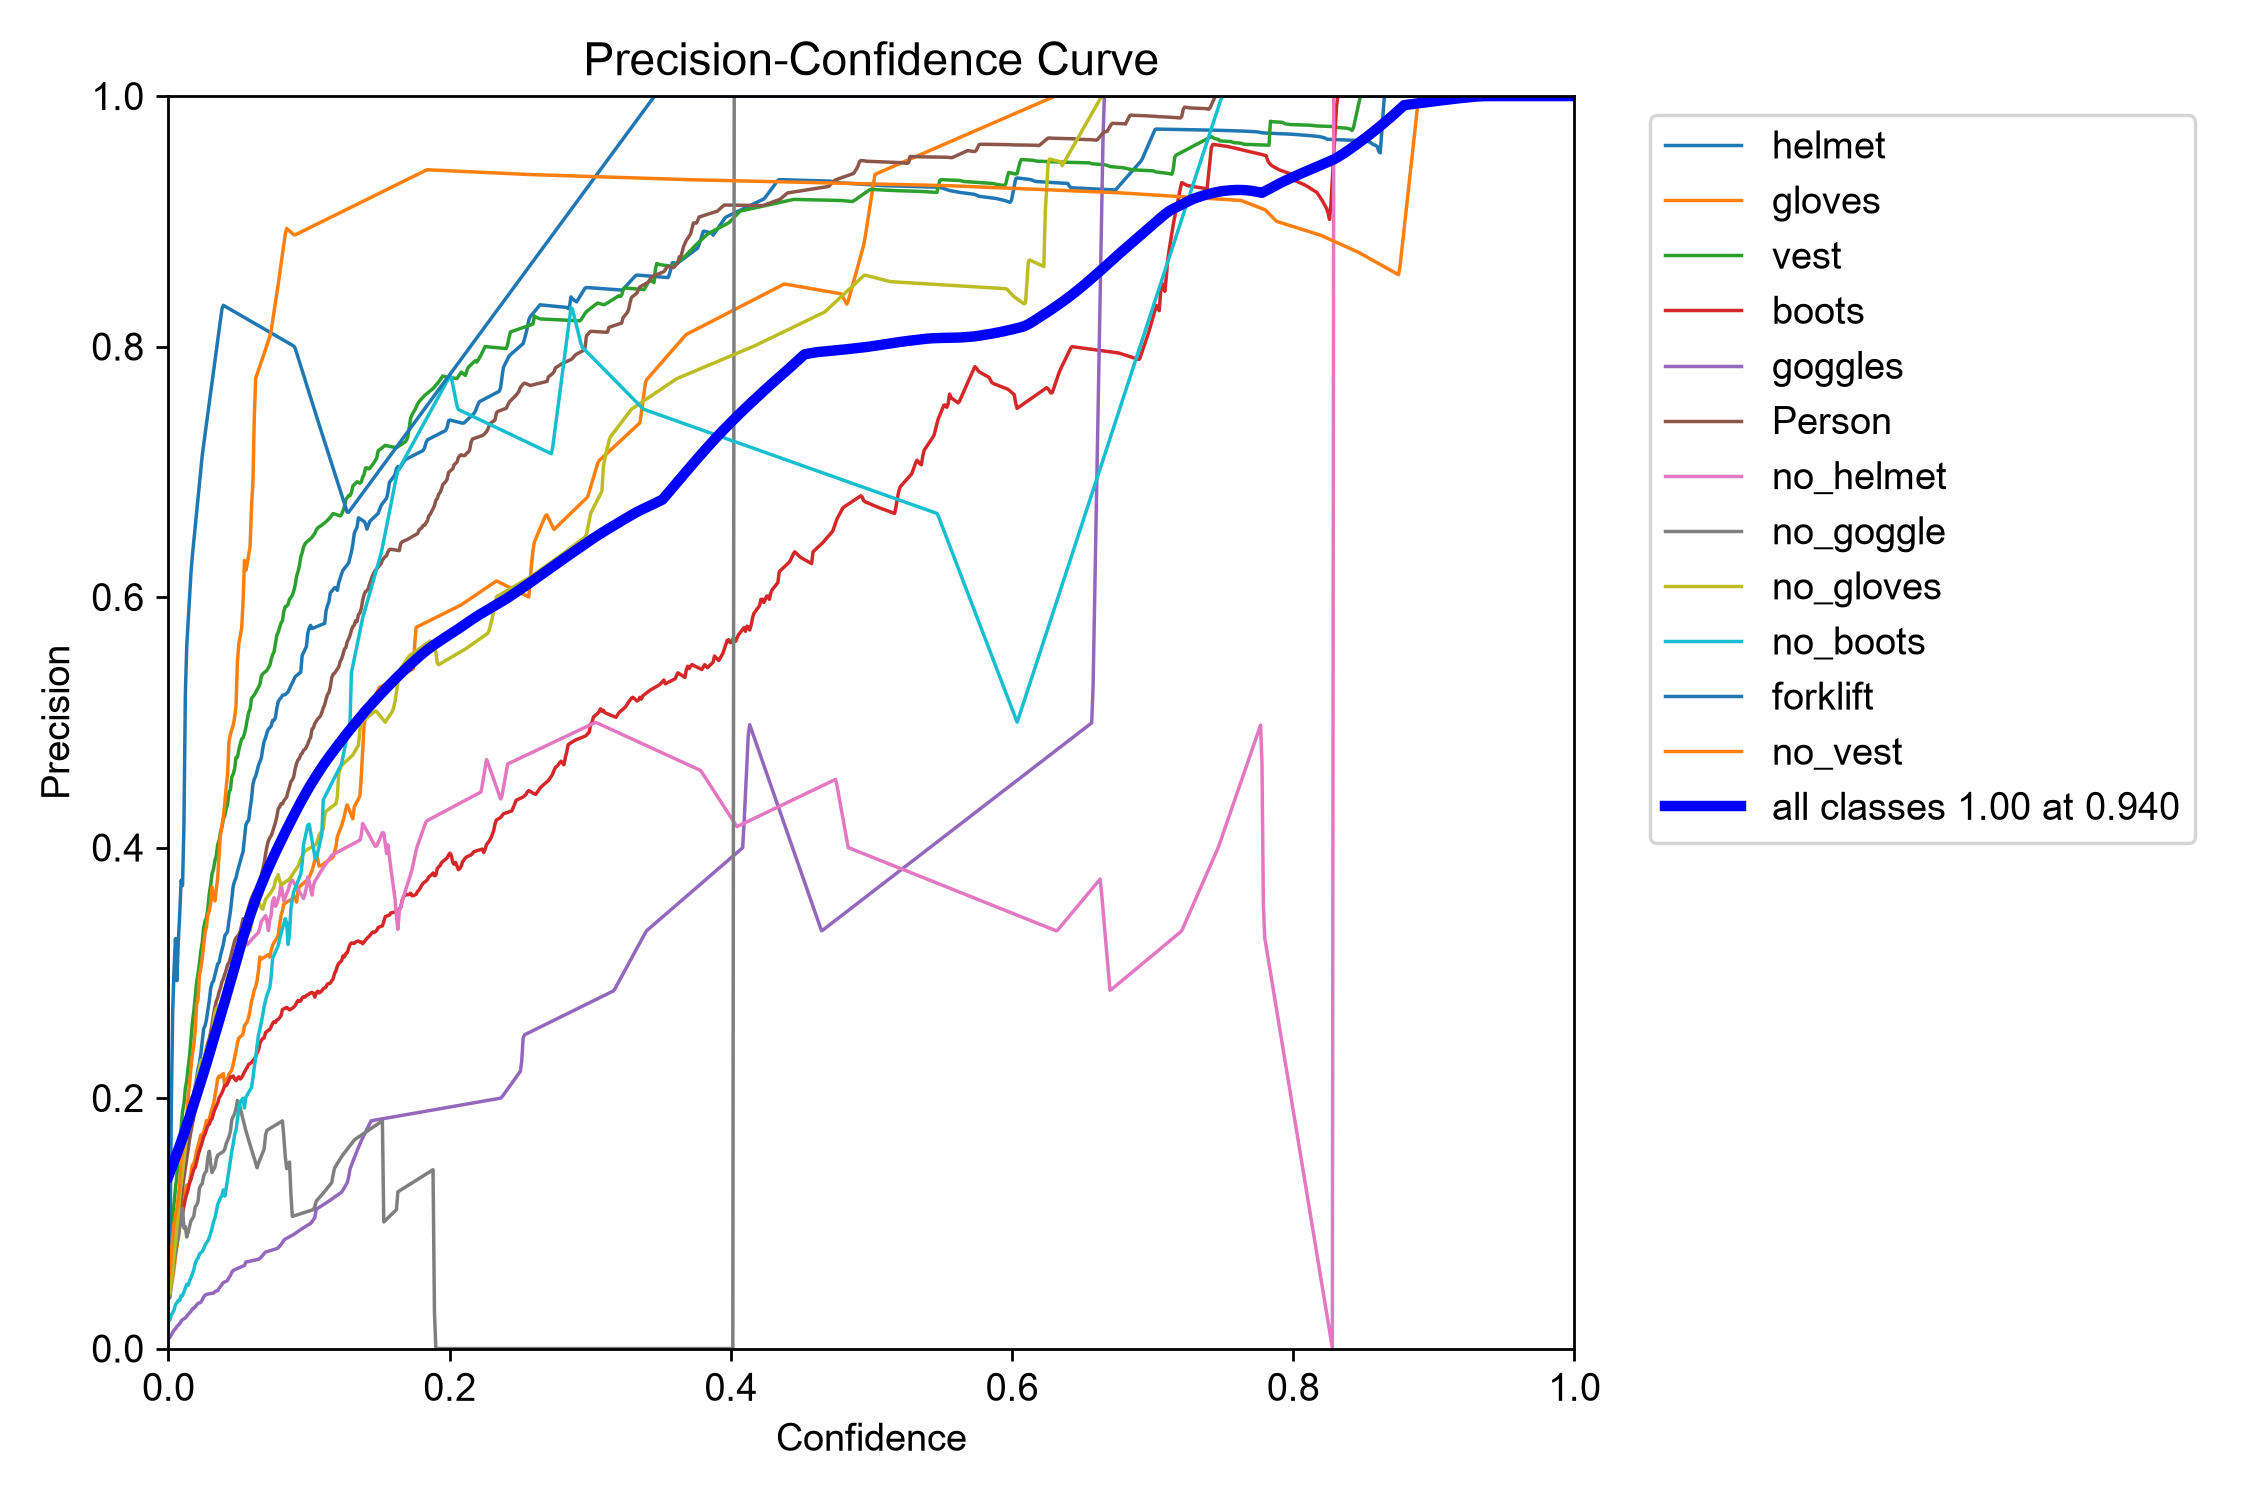 Precision-Confidence Curve
1.0
0.8
0.6
0.4
0.2
0.0
Precision
0.0 0.2 0.4 0.6 0.8 1.0
Confidence
helmet
gloves
vest
boots
goggles
Person
no_helmet
no_goggle
no_gloves
no_boots
forklift
no_vest
all classes 1.00 at 0.940